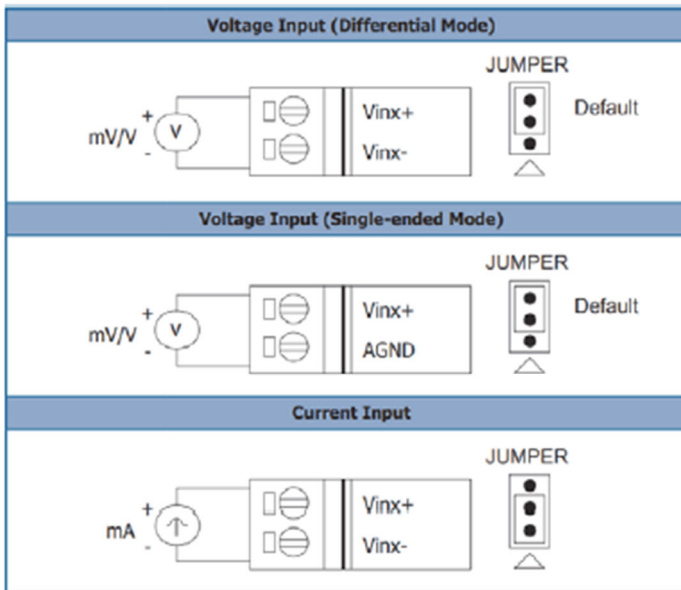 Voltage Input (Differential Mode)
JUMPER
+
mV/V
-
V
Vinx+
Vinx-
Default
Voltage Input (Single-ended Mode)
JUMPER
+
mV/V
-
V
Vinx+
AGND
Default
Current Input
JUMPER
+
mA
-
Vinx+
Vinx-